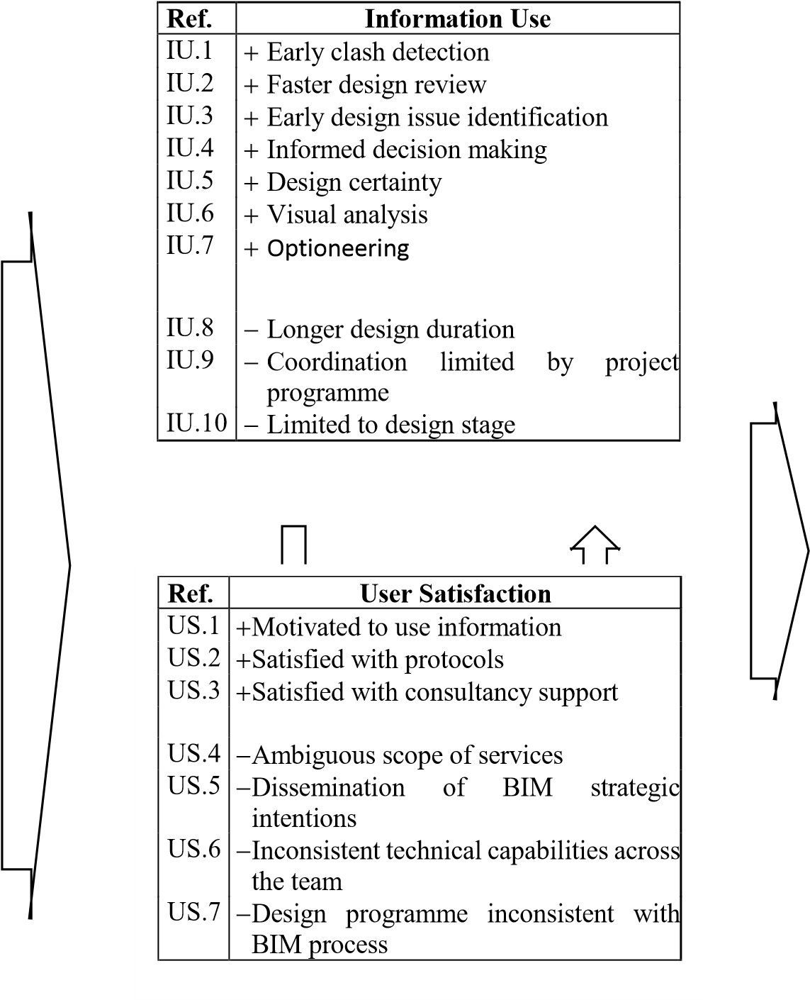 Ref. Information Use
IU.1 + Early clash detection
IU.2 + Faster design review
IU.3 + Early design issue identification
IU.4 + Informed decision making
IU.5 + Design certainty
IU.6 + Visual analysis
IU.7 + Optioneering
IU.8 – Longer design duration
IU.9 – Coordination limited by project
programme
IU.10 – Limited to design stage
Ref. User Satisfaction
US.1 +Motivated to use information
US.2 +Satisfied with protocols
US.3 +Satisfied with consultancy support
US.4 –Ambiguous scope of services
US.5 –Dissemination of BIM strategic
intentions
US.6 –Inconsistent technical capabilities across
the team
US.7 –Design programme inconsistent with
BIM process